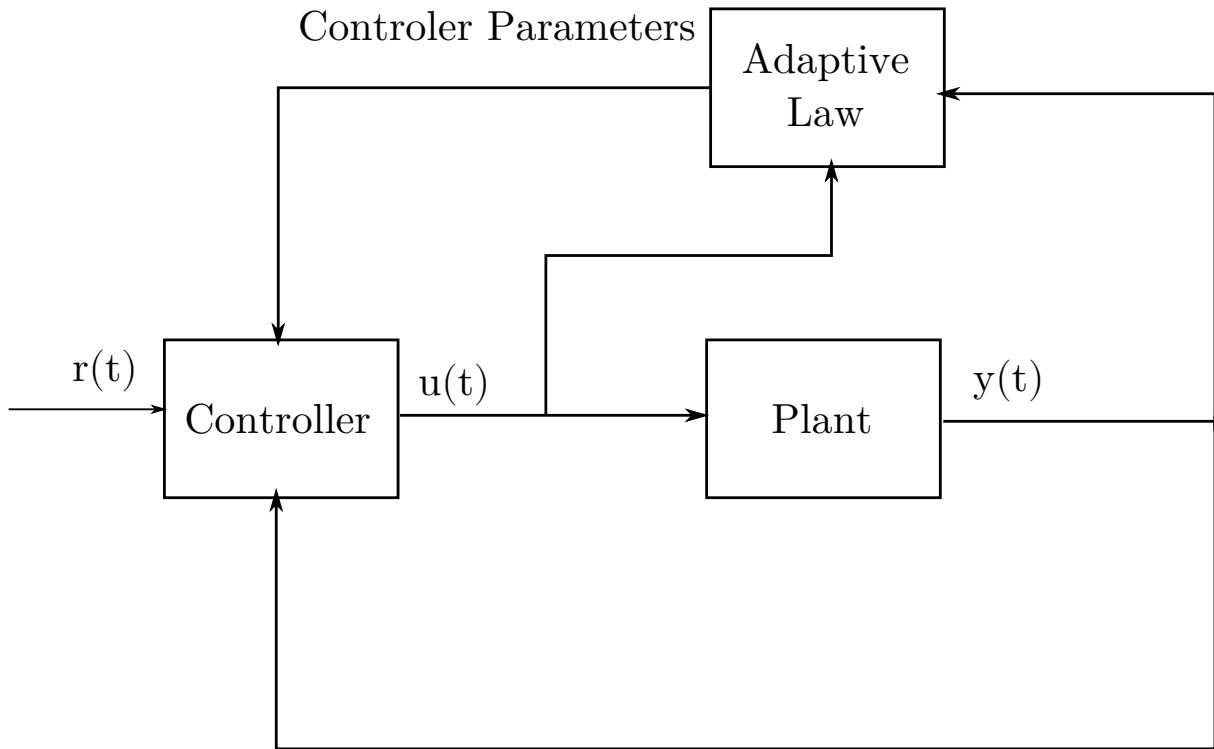 Controler Parameters
Adaptive
Law
r(t)
Controller
u(t)
Plant
y(t)